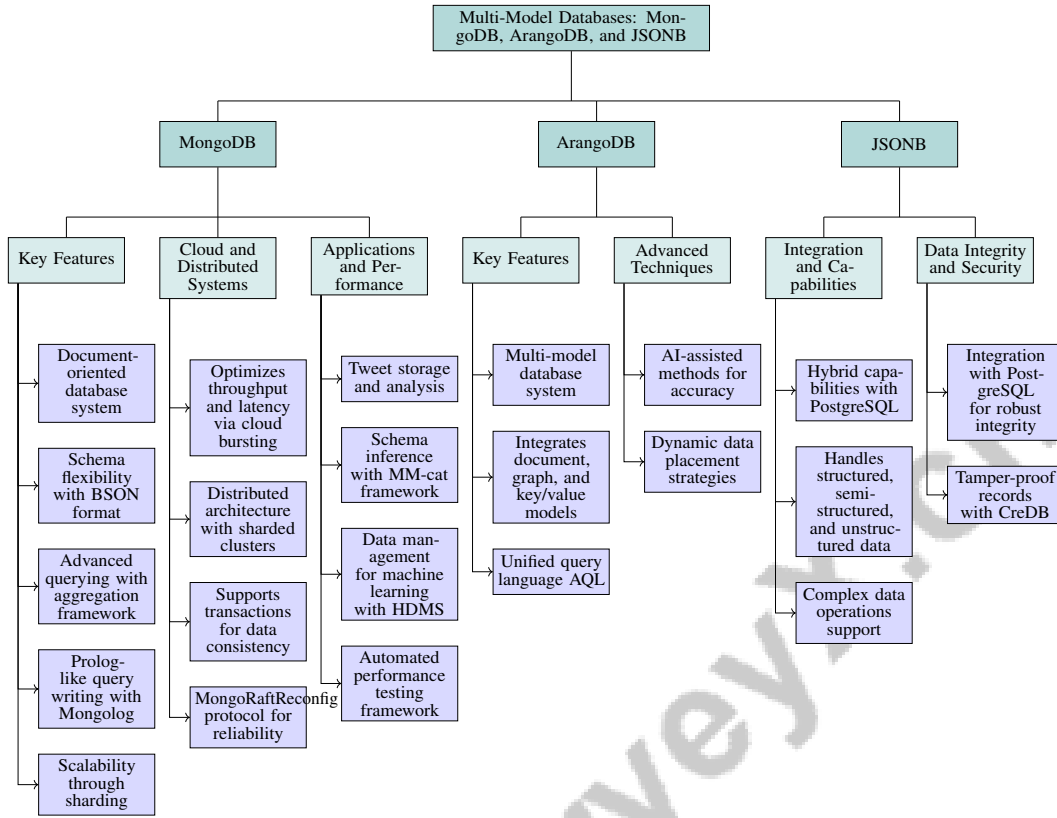 Multi-Model Databases: Mon-
goDB, ArangoDB, and JSONB
MongoDB
ArangoDB
JSONB
Key Features
Cloud and
Distributed
Systems
Applications
and Per-
formance
Key Features
Advanced
Techniques
Integration
and Ca-
pabilities
Data Integrity
and Security
Document-
oriented
database
system
Schema
flexibility
with BSON
format
Advanced
querying with
aggregation
framework
Prolog-
like query
writing with
Mongolog
Scalability
through
sharding
Optimizes
throughput
and latency
via cloud
bursting
Distributed
architecture
with sharded
clusters
Supports
transactions
for data
consistency
MongoRaftReconfig
protocol for
reliability
Tweet storage
and analysis
Schema
inference
with MM-cat
framework
Data man-
agement
for machine
learning
with HDMS
Automated
performance
testing
framework
Multi-model
database
system
Integrates
document,
graph, and
key/value
models
Unified query
language AQL
AI-assisted
methods for
accuracy
Dynamic data
placement
strategies
Hybrid capa-
bilities with
PostgreSQL
Handles
structured,
semi-
structured,
and unstruc-
tured data
Complex data
operations
support
Integration
with Post-
greSQL
for robust
integrity
Tamper-proof
records
with CreDB